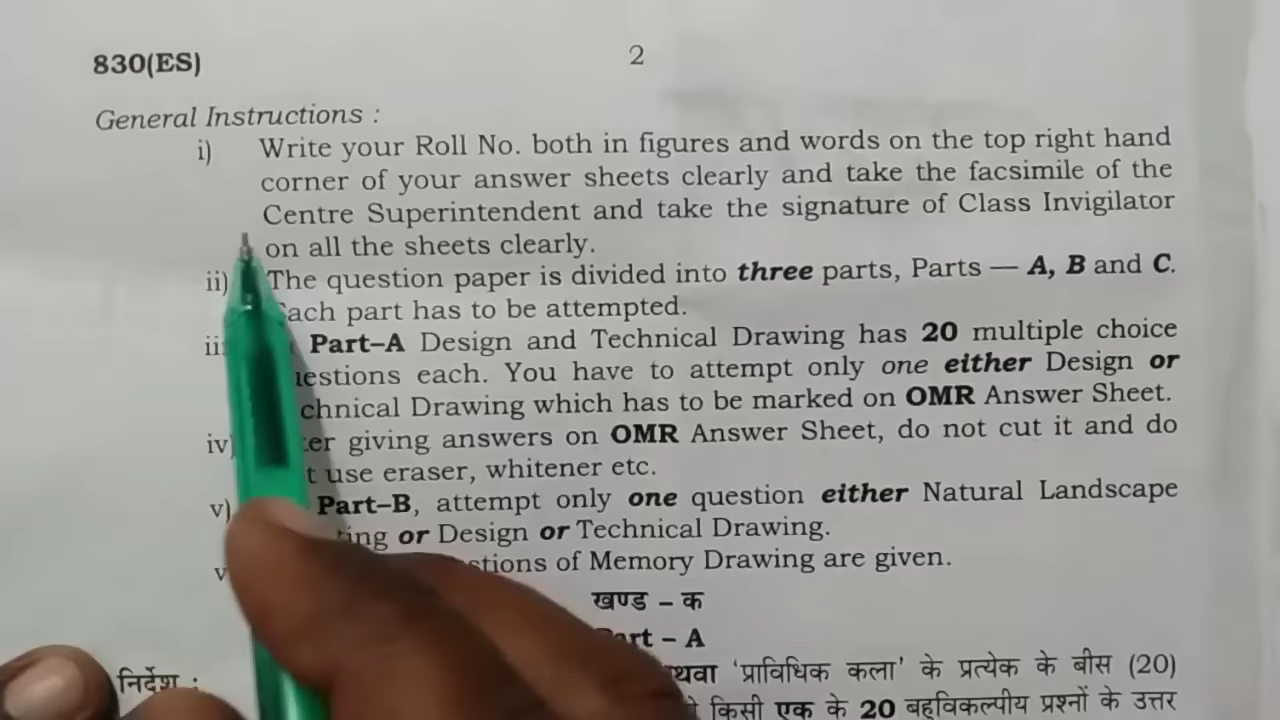 830(ES)
2
General Instructions :
i) Write your Roll No. both in figures and words on the top right hand
corner of your answer sheets clearly and take the facsimile of the
Centre Superintendent and take the signature of Class Invigilator
on all the sheets clearly.
ii) The question paper is divided into three parts, Parts — A, B and C.
ach part has to be attempted.
Part–A Design and Technical Drawing has 20 multiple choice
estions each. You have to attempt only one either Design or
chnical Drawing which has to be marked on OMR Answer Sheet.
iv) er giving answers on OMR Answer Sheet, do not cut it and do
t use eraser, whitener etc.
v) Part–B, attempt only one question either Natural Landscape
ting or Design or Technical Drawing.
stions of Memory Drawing are given.
खण्ड – क
art – A
निर्देश : थवा ‘प्राविधिक कला’ के प्रत्येक के बीस (20)
किसी एक के 20 बहुविकल्पीय प्रश्नों के उत्तर